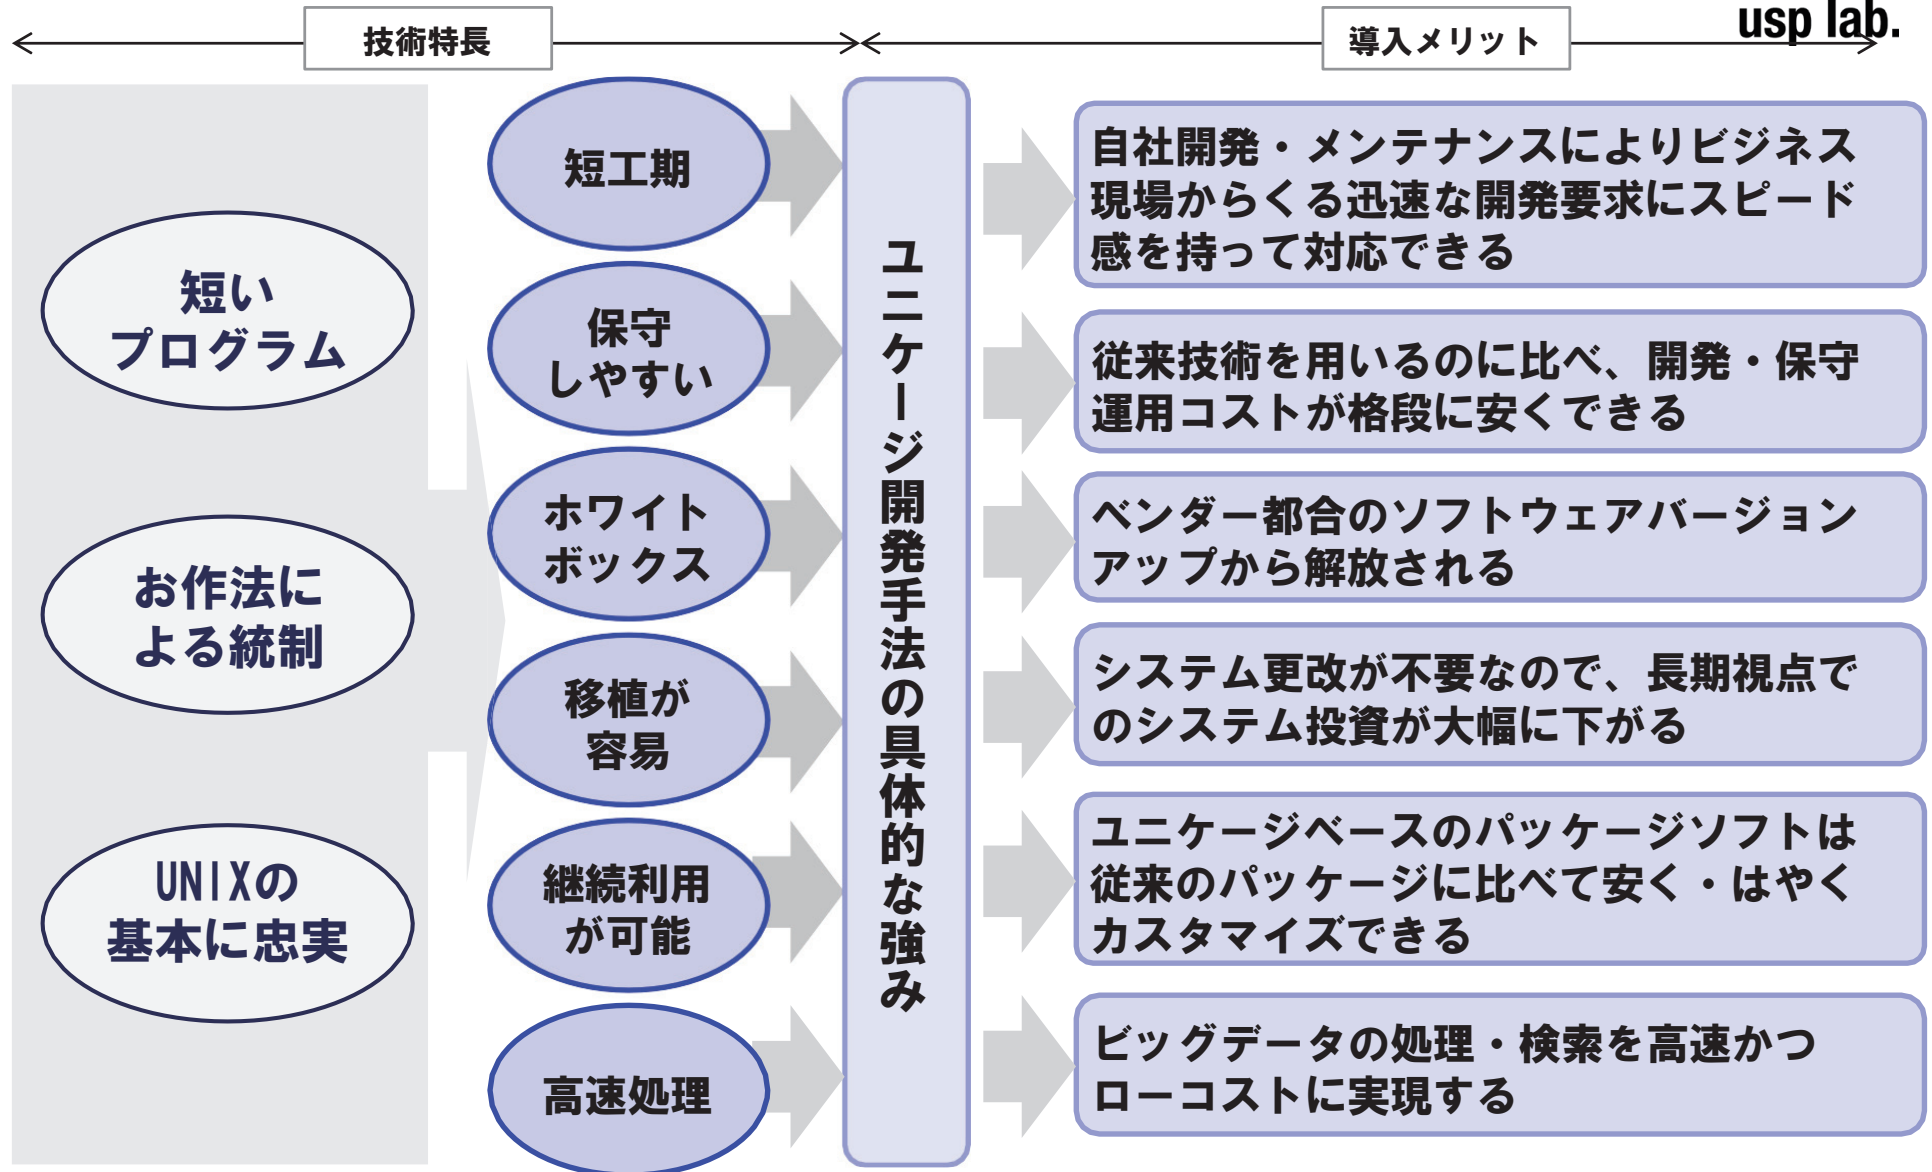 usp lab.
技術特長
導入メリット
短い
プログラム
お作法に
よる統制
UNIXの
基本に忠実
短工期
保守
しやすい
ホワイト
ボックス
移植が
容易
継続利用
が可能
高速処理
ユニケージ開発手法の具体的な強み
自社開発・メンテナンスによりビジネス
現場からくる迅速な開発要求にスピード
感を持って対応できる
従来技術を用いるのに比べ、開発・保守
運用コストが格段に安くできる
ベンダー都合のソフトウェアバージョン
アップから解放される
システム更改が不要なので、長期視点で
のシステム投資が大幅に下がる
ユニケージベースのパッケージソフトは
従来のパッケージに比べて安く・はやく
カスタマイズできる
ビッグデータの処理・検索を高速かつ
ローコストに実現する